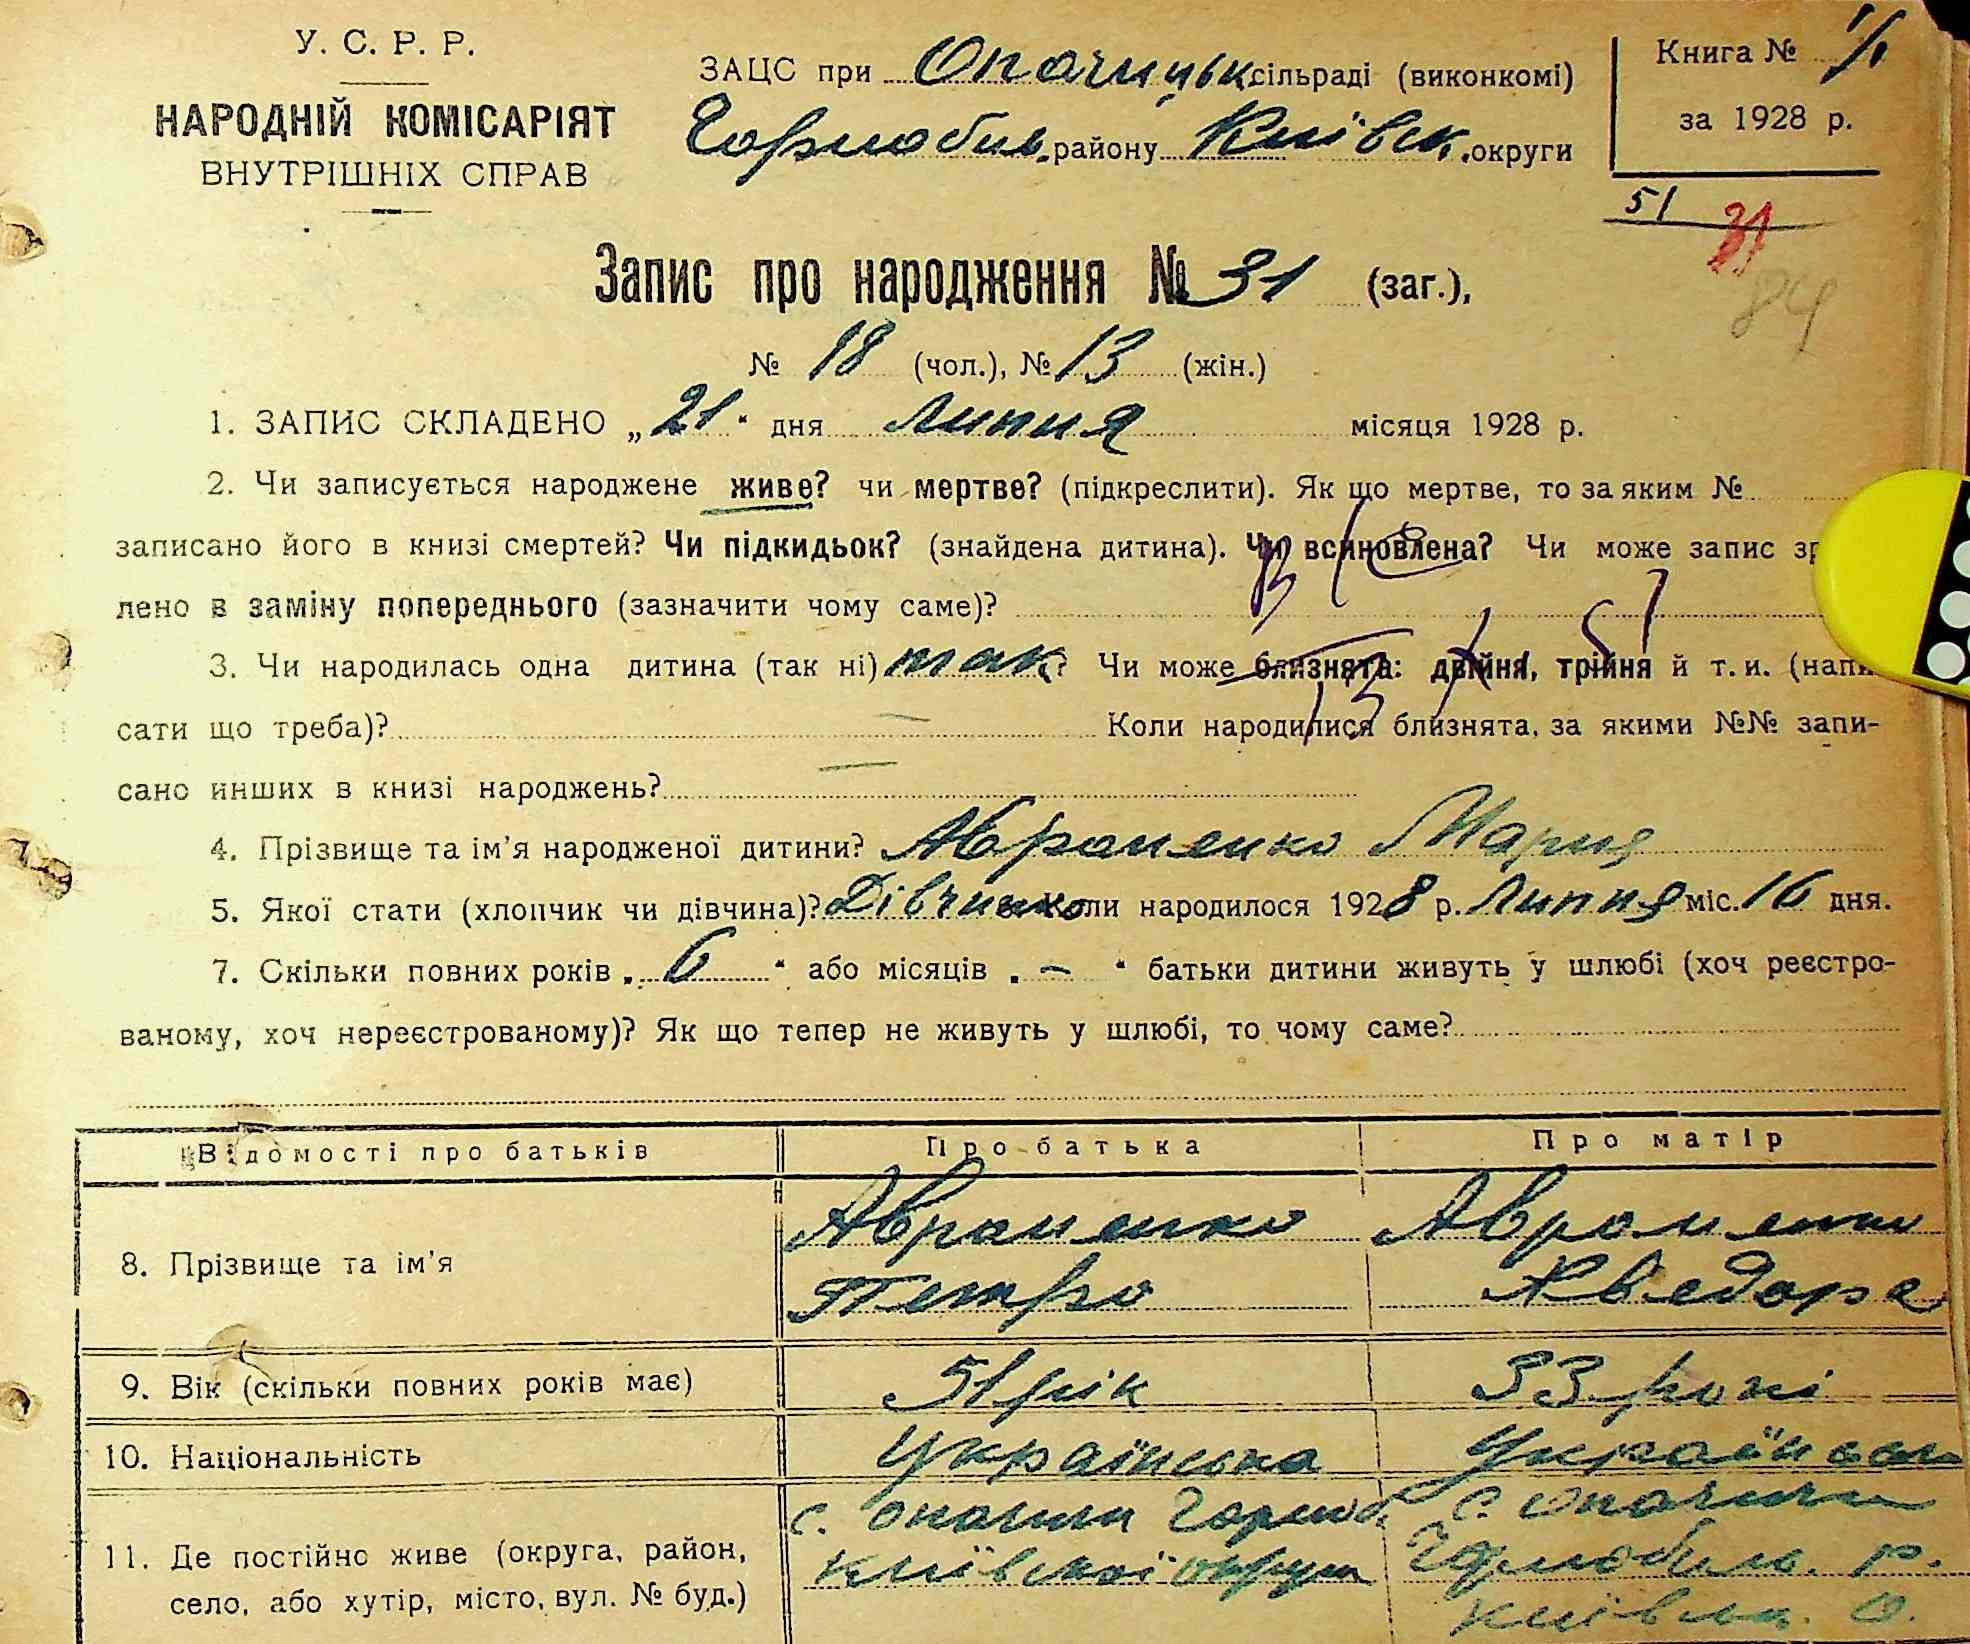 У. С. Р. Р.
НАРОДНІЙ КОМІСАРІЯТ
ВНУТРІШНІХ СПРАВ
ЗАЦС при Опачицьк. сільраді (виконкомі)
Чорнобил. району Київськ. округи
Книга № 1/1
за 1928 р.
51
31
84
Запис про народження № 31 (заг.),
№ 18 (чол.), № 13 (жін.)
1. ЗАПИС СКЛАДЕНО „21“ дня Липня місяця 1928 р.
2. Чи записується народжене живе? чи мертве? (підкреслити). Як що мертве, то за яким №
записано його в книзі смертей? Чи підкидьок? (знайдена дитина). Чи всиновлена? Чи може запис
лено в заміну попереднього (зазначити чому саме)?
3. Чи народилась одна дитина (так ні) так? Чи може близнята: двійня, трійня й т. и. (напи-
сати що треба)? — Коли народилися близнята, за якими №№ запи-
сано инших в книзі народжень? —
4. Прізвище та ім’я народженої дитини? Авраменко Мария
5. Якої стати (хлопчик чи дівчина)? Дівчинка Коли народилося 1928 р. Липня міс. 16 дня.
7. Скільки повних років „6“ або місяців „–“ батьки дитини живуть у шлюбі (хоч реєстро-
ваному, хоч нереєстрованому)? Як що тепер не живуть у шлюбі, то чому саме?
Відомості про батьків Про батька Про матір
8. Прізвище та ім’я Авраменко Петро Авраменко Хведора
9. Вік (скільки повних років має) 51 рік 33 роки
10. Національність Українська Українська
11. Де постійно живе (округа, район,
село, або хутір, місто, вул. № буд.)
с. Опачичи Чорноб.
Київської округи
с. Опачичи
Чорнобиль. р.
Київськ. о.